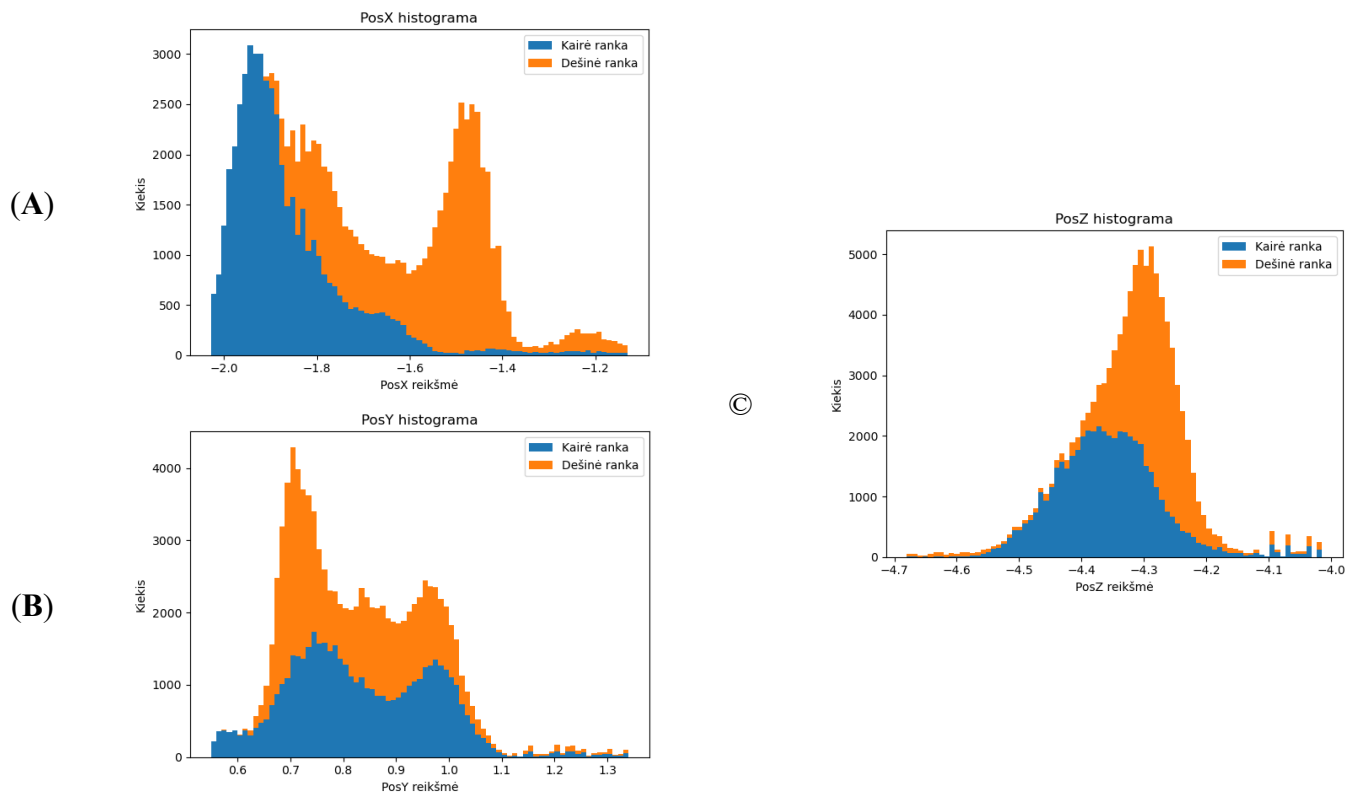 (A)
PosX histograma
Kairė ranka
Dešinė ranka
Kiekis
3000
2500
2000
1500
1000
500
0
−2.0 −1.8 −1.6 −1.4 −1.2
PosX reikšmė
(B)
PosY histograma
Kairė ranka
Dešinė ranka
Kiekis
4000
3000
2000
1000
0
0.6 0.7 0.8 0.9 1.0 1.1 1.2 1.3
PosY reikšmė
©
PosZ histograma
Kairė ranka
Dešinė ranka
Kiekis
5000
4000
3000
2000
1000
0
−4.7 −4.6 −4.5 −4.4 −4.3 −4.2 −4.1 −4.0
PosZ reikšmė